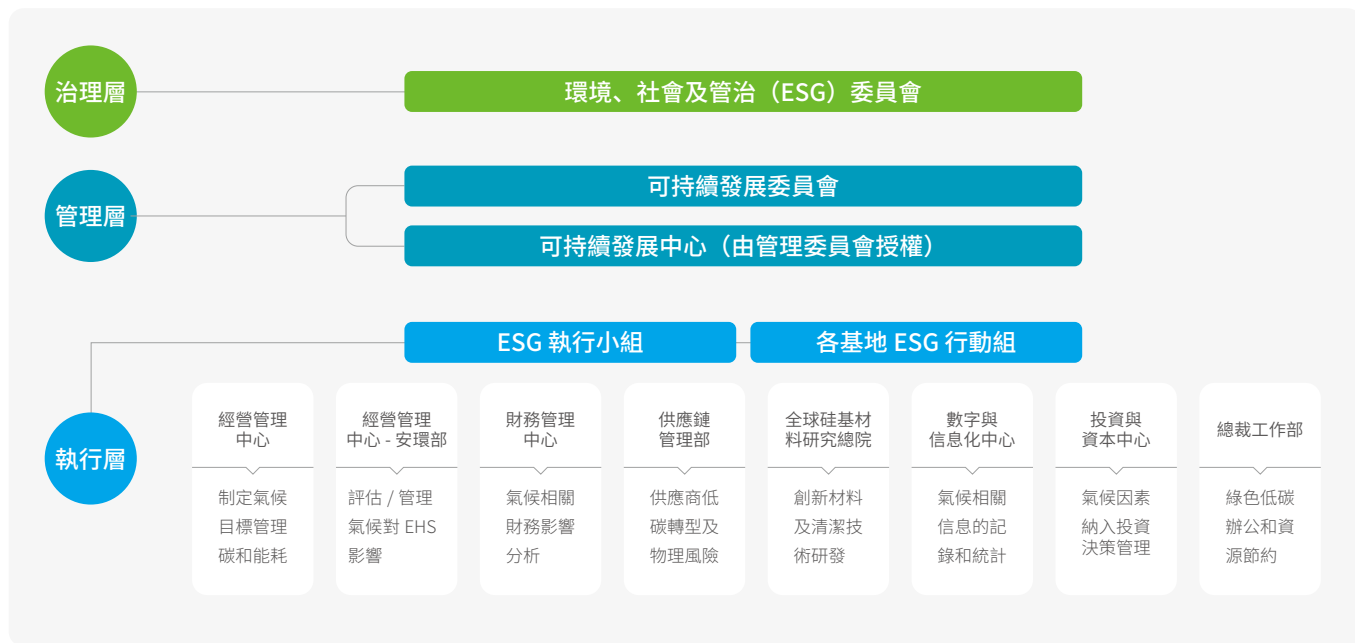 治理層
環境、社會及管治（ESG）委員會
管理層
可持續發展委員會
可持續發展中心（由管理委員會授權）
ESG 執行小組
各基地 ESG 行動組
執行層
經營管理
中心
制定氣候
目標管理
碳和能耗
經營管理
中心 - 安環部
評估 / 管理
氣候對 EHS
影響
財務管理
中心
氣候相關
財務影響
分析
供應鏈
管理部
供應商低
碳轉型及
物理風險
全球硅基材
料研究總院
創新材料
及清潔技
術研發
數字與
信息化中心
氣候相關
信息的記
錄和統計
投資與
資本中心
氣候因素
納入投資
決策管理
總裁工作部
綠色低碳
辦公和資
源節約